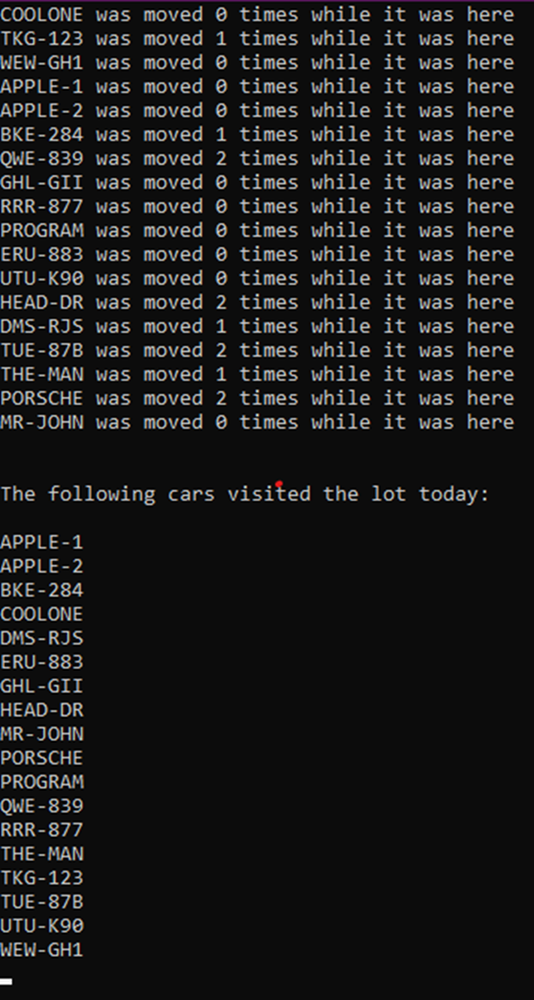 COOLONE was moved 0 times while it was here
TKG-123 was moved 1 times while it was here
WEW-GH1 was moved 0 times while it was here
APPLE-1 was moved 0 times while it was here
APPLE-2 was moved 0 times while it was here
BKE-284 was moved 1 times while it was here
QWE-839 was moved 2 times while it was here
GHL-GII was moved 0 times while it was here
RRR-877 was moved 0 times while it was here
PROGRAM was moved 0 times while it was here
ERU-883 was moved 0 times while it was here
UTU-K90 was moved 0 times while it was here
HEAD-DR was moved 2 times while it was here
DMS-RJS was moved 1 times while it was here
TUE-87B was moved 2 times while it was here
THE-MAN was moved 1 times while it was here
PORSCHE was moved 2 times while it was here
MR-JOHN was moved 0 times while it was here
The following cars visited the lot today:
APPLE-1
APPLE-2
BKE-284
COOLONE
DMS-RJS
ERU-883
GHL-GII
HEAD-DR
MR-JOHN
PORSCHE
PROGRAM
QWE-839
RRR-877
THE-MAN
TKG-123
TUE-87B
UTU-K90
WEW-GH1